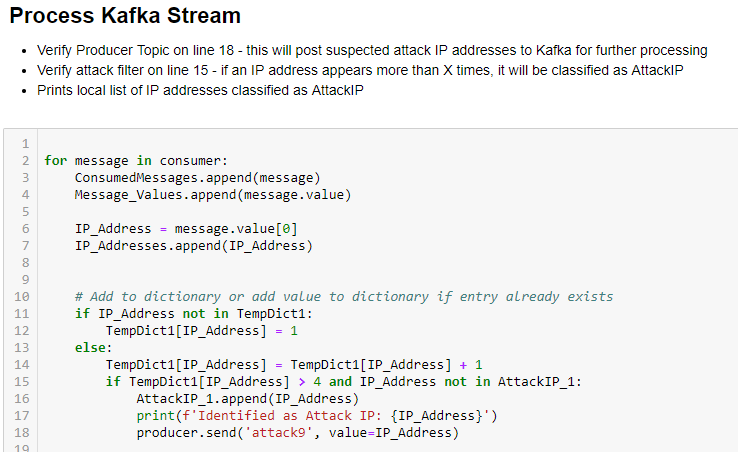 Process Kafka Stream
• Verify Producer Topic on line 18 - this will post suspected attack IP addresses to Kafka for further processing
• Verify attack filter on line 15 - if an IP address appears more than X times, it will be classified as AttackIP
• Prints local list of IP addresses classified as AttackIP
1
2 for message in consumer:
3     ConsumedMessages.append(message)
4     Message_Values.append(message.value)
5
6     IP_Address = message.value[0]
7     IP_Addresses.append(IP_Address)
8
9
10     # Add to dictionary or add value to dictionary if entry already exists
11     if IP_Address not in TempDict1:
12         TempDict1[IP_Address] = 1
13     else:
14         TempDict1[IP_Address] = TempDict1[IP_Address] + 1
15         if TempDict1[IP_Address] > 4 and IP_Address not in AttackIP_1:
16             AttackIP_1.append(IP_Address)
17             print(f'Identified as Attack IP: {IP_Address}')
18             producer.send('attack9', value=IP_Address)
19